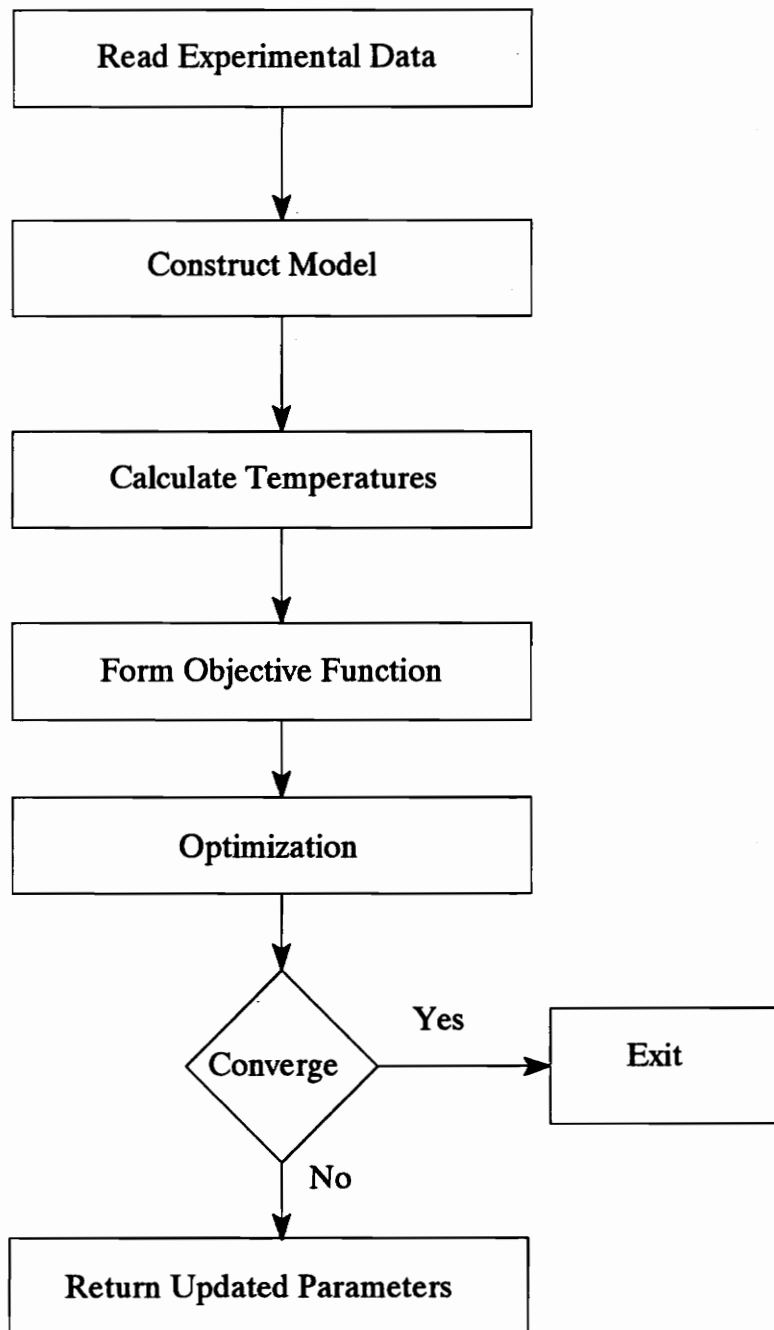 Read Experimental Data
Construct Model
Calculate Temperatures
Form Objective Function
Optimization
Converge
Yes
Exit
No
Return Updated Parameters